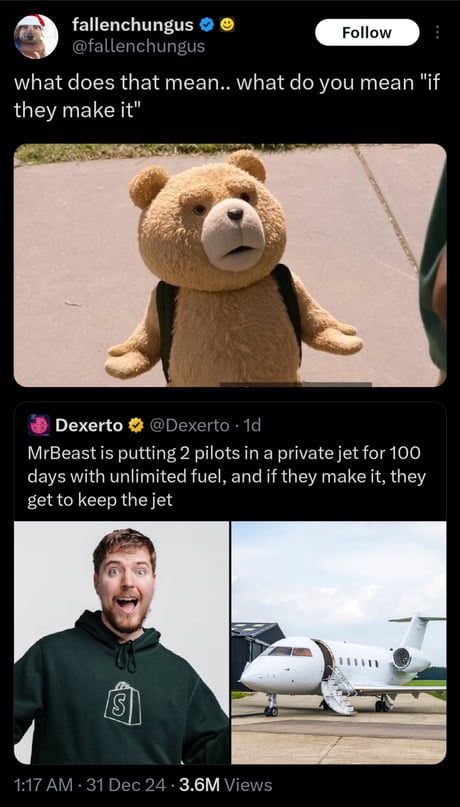 fallenchungus
@fallenchungus
Follow
what does that mean.. what do you mean "if
they make it"
Dexerto @Dexerto · 1d
MrBeast is putting 2 pilots in a private jet for 100
days with unlimited fuel, and if they make it, they
get to keep the jet
S
1:17 AM · 31 Dec 24 · 3.6M Views